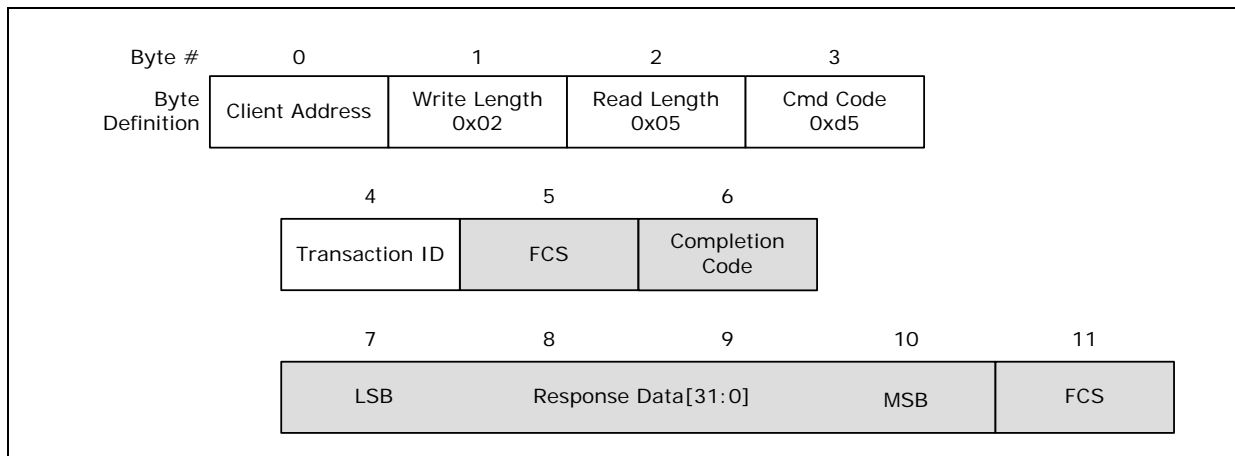 Byte # 0 1 2 3
Byte Definition
Client Address
Write Length 0x02
Read Length 0x05
Cmd Code 0xd5
4 5 6
Transaction ID
FCS
Completion Code
7 8 9 10 11
LSB Response Data[31:0] MSB FCS